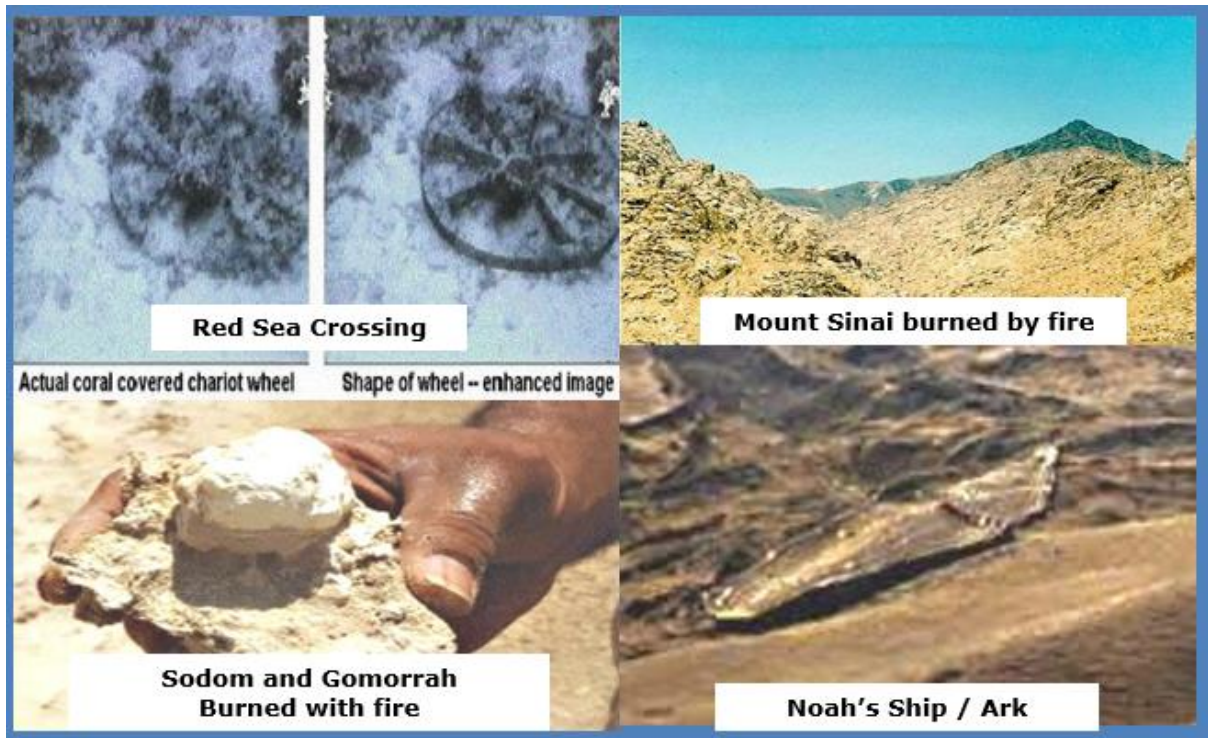 Red Sea Crossing
Actual coral covered chariot wheel
Shape of wheel -- enhanced image
Mount Sinai burned by fire
Sodom and Gomorrah
Burned with fire
Noah’s Ship / Ark